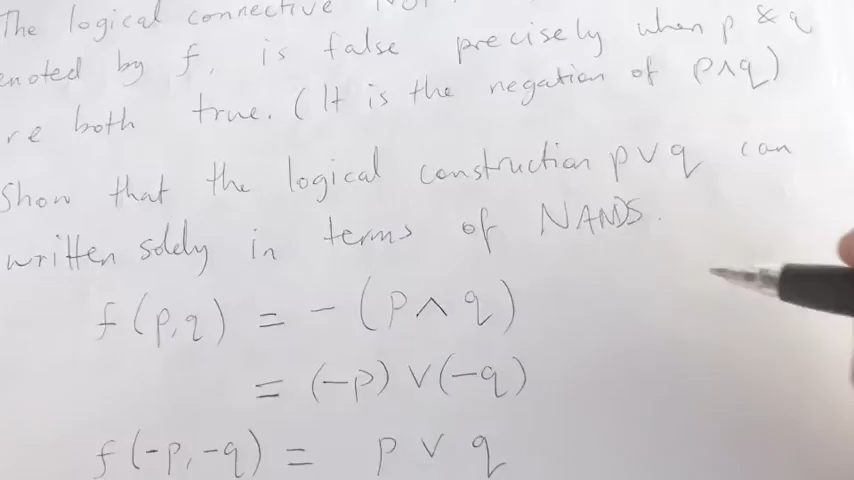 The logical connective
enoted by f, is false precisely when p & q
re both true. (It is the negation of p∧q)
Show that the logical construction p∨q can
written solely in terms of NANDS.
f(p,q) = -(p∧q)
= (-p)∨(-q)
f(-p,-q) = p∨q